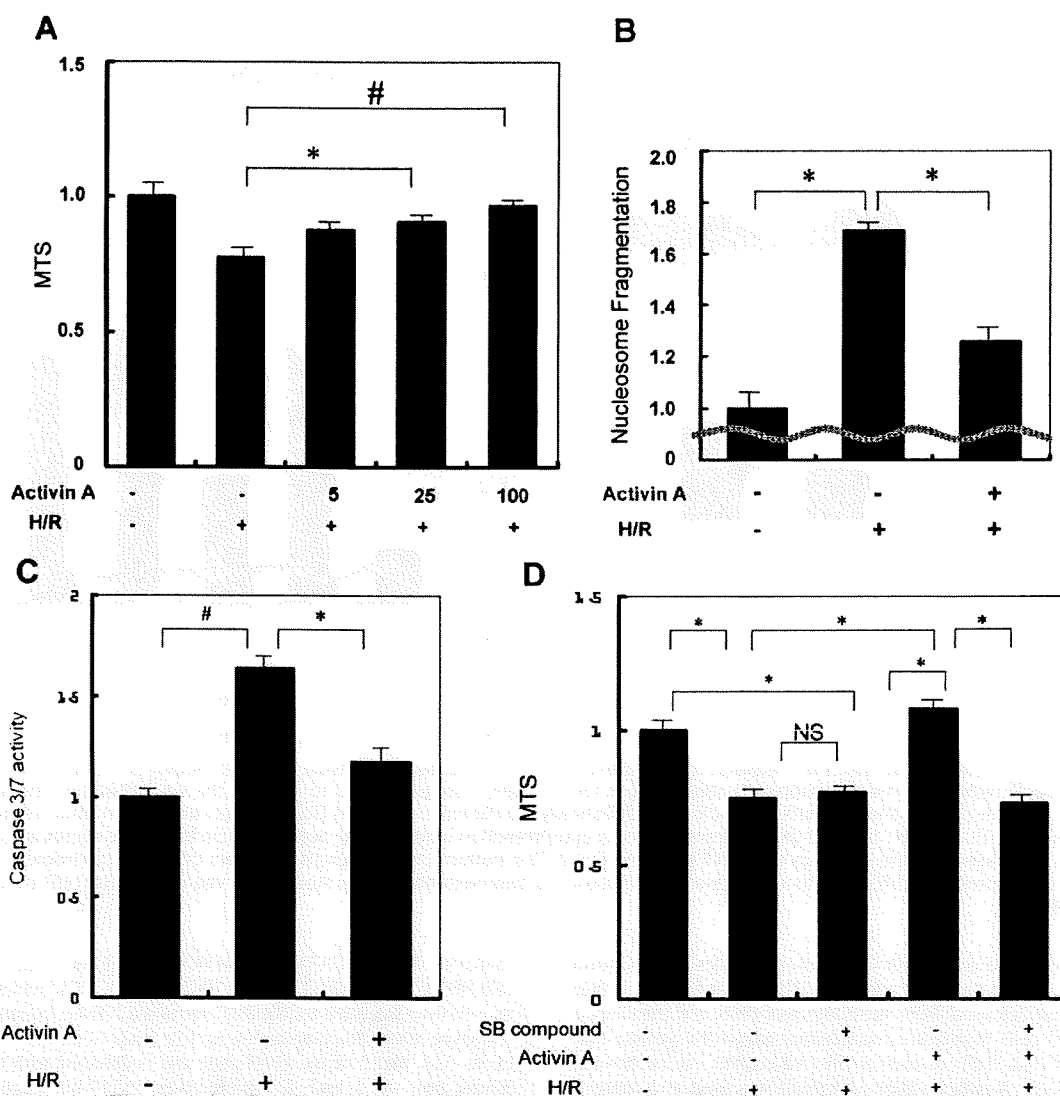 A
1.5
1.0
0.5
0
MTS
#
*
Activin A - - 5 25 100
H/R - + + + +
B
2.0
1.8
1.6
1.4
1.2
1.0
0
Nucleosome Fragmentation
* *
Activin A - - +
H/R - + +
C
2
1.5
1
0.5
0
Caspase 3/7 activity
# *
Activin A - - +
H/R - + +
D
1.5
1
0.5
0
MTS
* * *
*
*
NS
SB compound - - + - +
Activin A - - - + +
H/R - + + + +